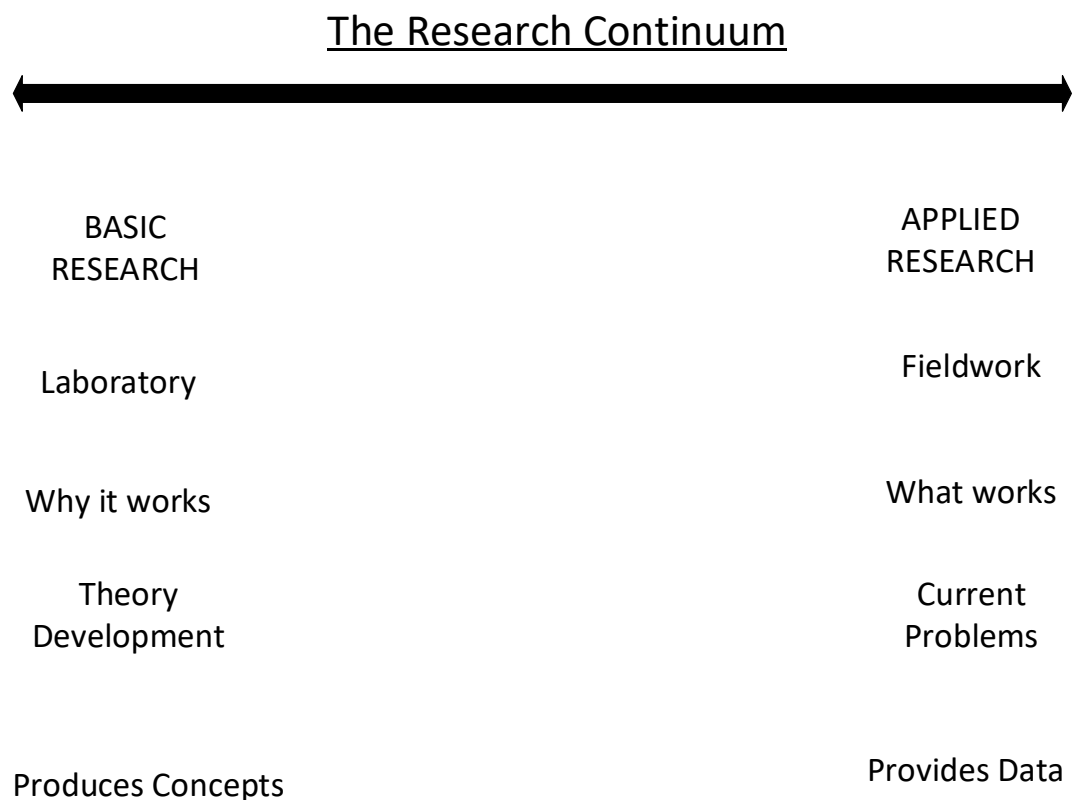 The Research Continuum
BASIC
RESEARCH
APPLIED
RESEARCH
Laboratory
Fieldwork
Why it works
What works
Theory
Development
Current
Problems
Produces Concepts
Provides Data